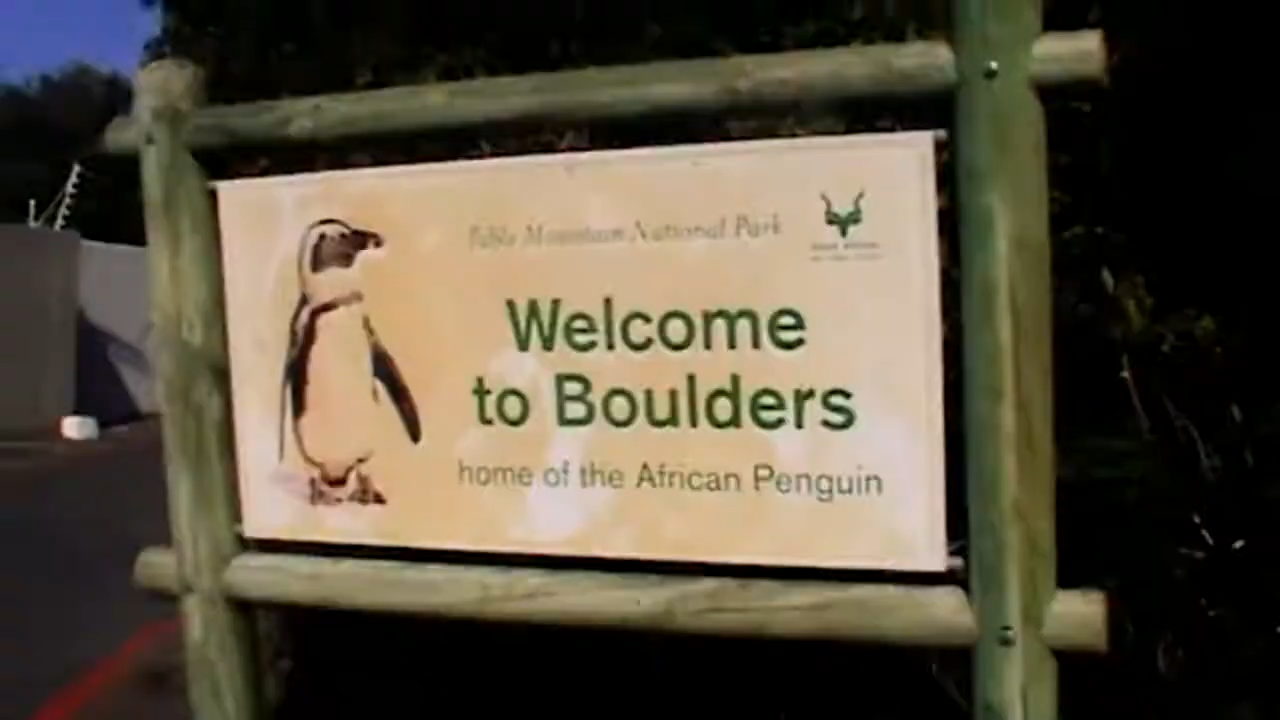 Table Mountain National Park
Welcome
to Boulders
home of the African Penguin